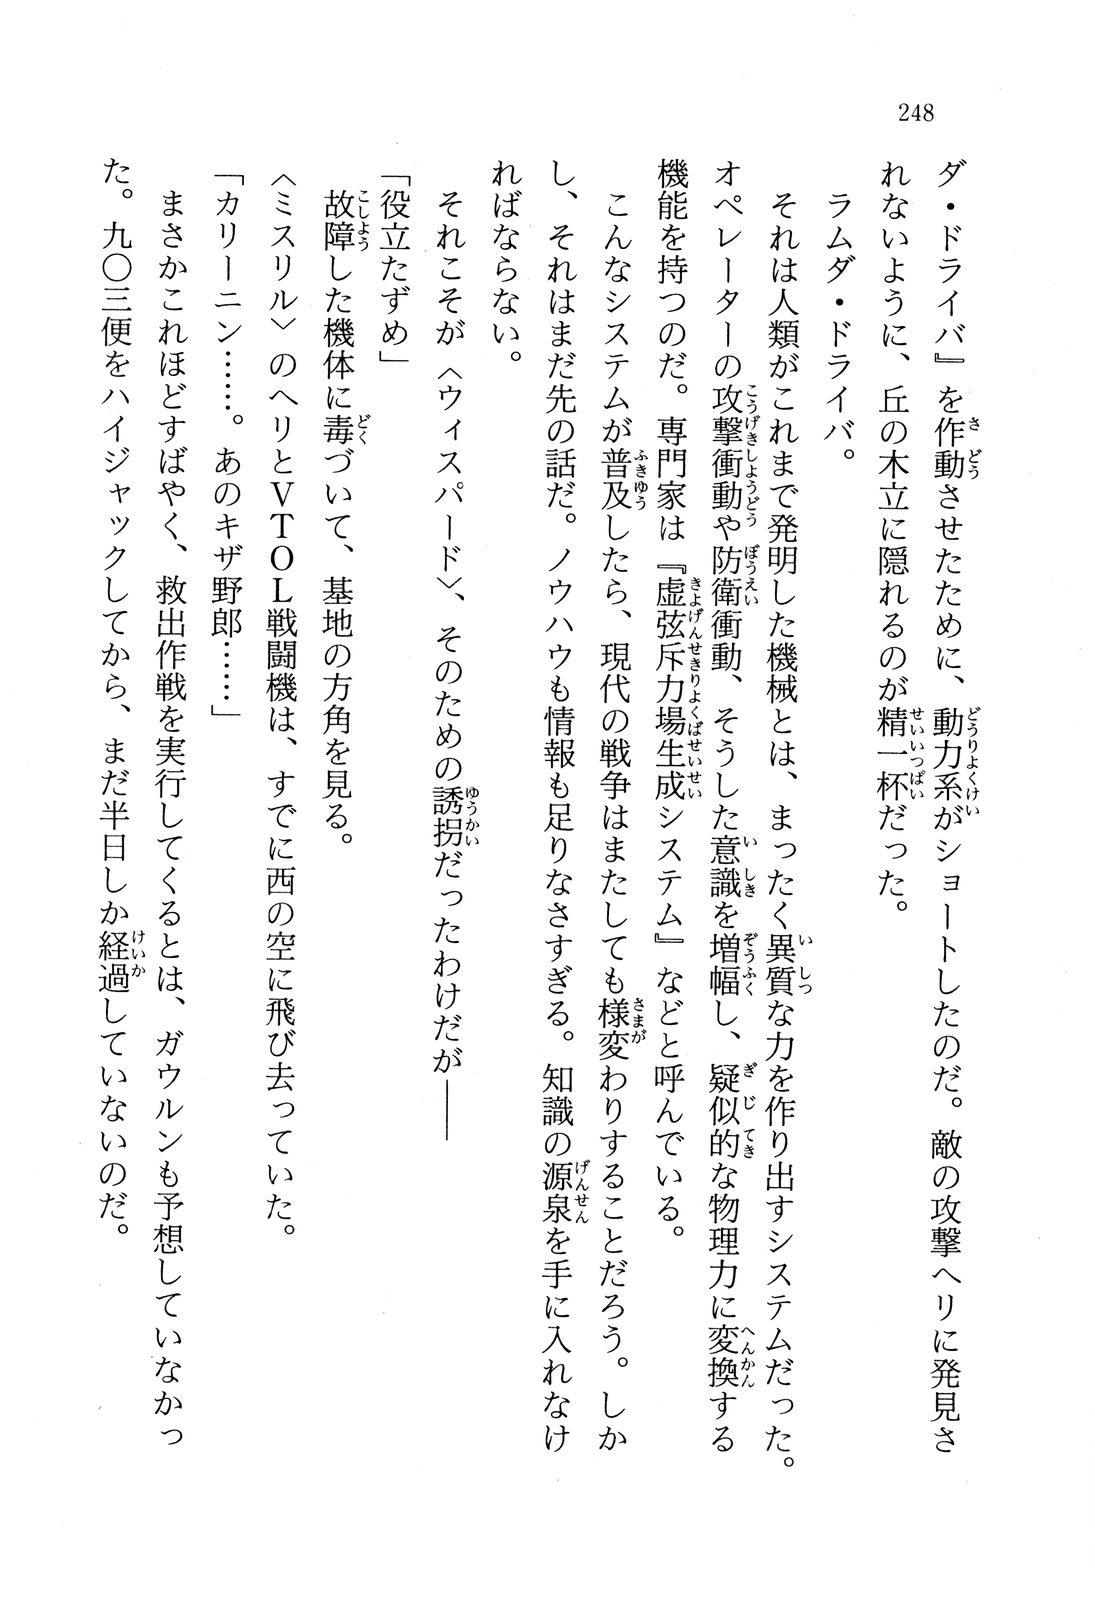 248
ダ・ドライバ』を作動させたために、動力系がショートしたのだ。敵の攻撃ヘリに発見さ
れないように、丘の木立に隠れるのが精一杯だった。
ラムダ・ドライバ。
それは人類がこれまで発明した機械とは、まったく異質な力を作り出すシステムだった。
オペレーターの攻撃衝動や防衛衝動、そうした意識を増幅し、疑似的な物理力に変換する
機能を持つのだ。専門家は『虚弦斥力場生成システム』などと呼んでいる。
こんなシステムが普及したら、現代の戦争はまたしても様変わりすることだろう。しか
し、それはまだ先の話だ。ノウハウも情報も足りなさすぎる。知識の源泉を手に入れなけ
ればならない。
それこそが〈ウィスパード〉、そのための誘拐だったわけだが――
「役立たずめ」
故障した機体に毒づいて、基地の方角を見る。
〈ミスリル〉のヘリとVTOL戦闘機は、すでに西の空に飛び去っていた。
「カリーニン……。あのキザ野郎……」
まさかこれほどすばやく、救出作戦を実行してくるとは、ガウルンも予想していなかっ
た。九〇三便をハイジャックしてから、まだ半日しか経過していないのだ。